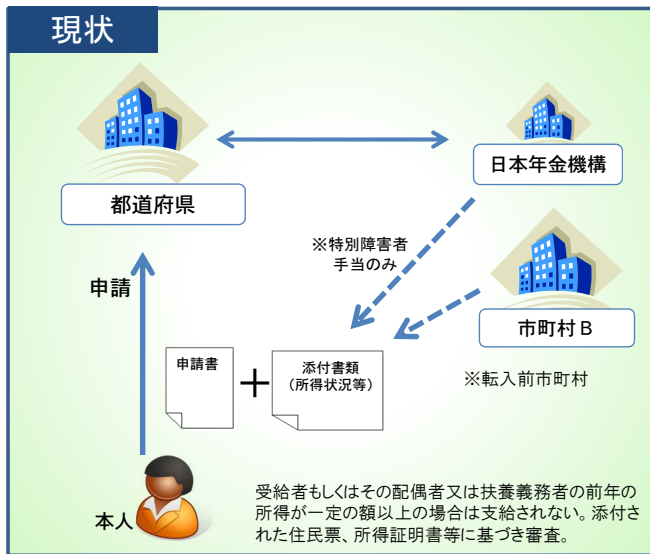 現状
都道府県
日本年金機構
※特別障害者
手当のみ
申請
市町村B
申請書
添付書類
(所得状況等)
※転入前市町村
本人
受給者もしくはその配偶者又は扶養義務者の前年の
所得が一定の額以上の場合は支給されない。添付さ
れた住民票、所得証明書等に基づき審査。